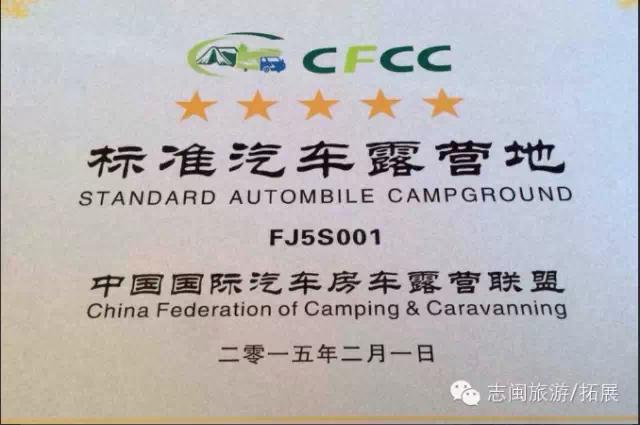 CFCC
标准汽车露营地
STANDARD AUTOMBILE CAMPGROUND
FJ5S001
中国国际汽车房车露营联盟
China Federation of Camping & Caravanning
二零一五年二月一日
志闽旅游/拓展